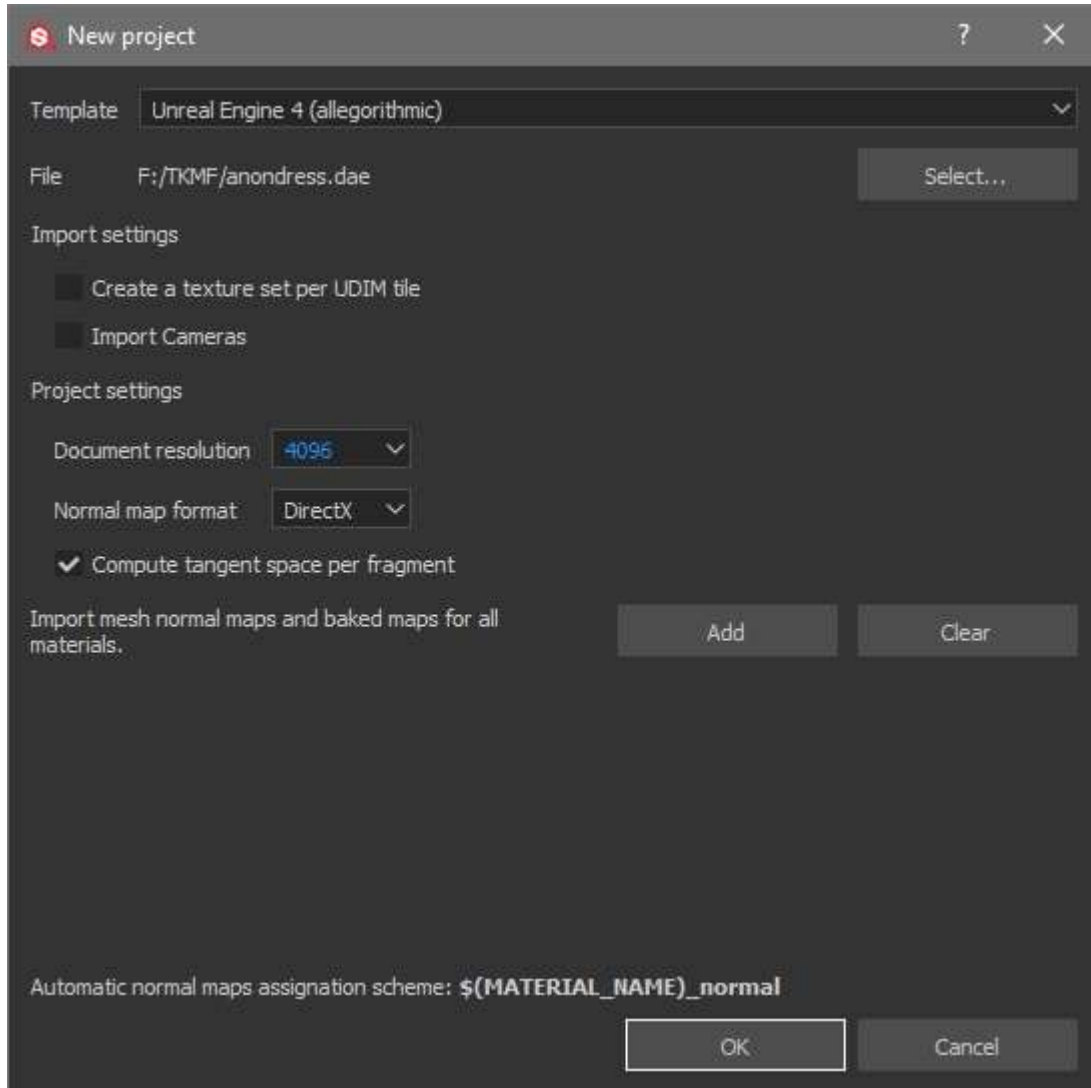 New project
?
Template Unreal Engine 4 (allegorithmic)
File F:/TKMF/anondress.dae Select...
Import settings
Create a texture set per UDIM tile
Import Cameras
Project settings
Document resolution 4096
Normal map format DirectX
Compute tangent space per fragment
Import mesh normal maps and baked maps for all
materials.
Add Clear
Automatic normal maps assignation scheme: $(MATERIAL_NAME)_normal
OK Cancel